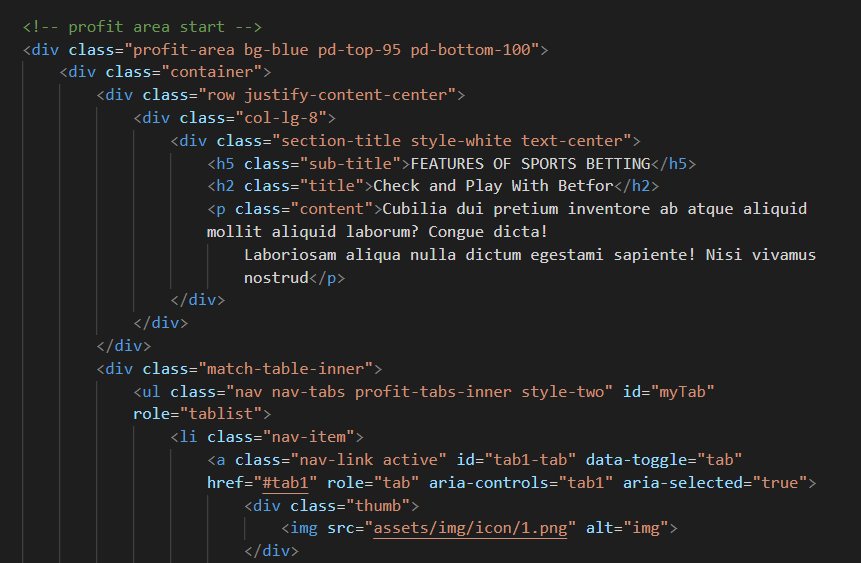 <!-- profit area start -->
<div class="profit-area bg-blue pd-top-95 pd-bottom-100">
<div class="container">
<div class="row justify-content-center">
<div class="col-lg-8">
<div class="section-title style-white text-center">
<h5 class="sub-title">FEATURES OF SPORTS BETTING</h5>
<h2 class="title">Check and Play With Betfor</h2>
<p class="content">Cubilia dui pretium inventore ab atque aliquid
mollit aliquid laborum? Congue dicta!
Laboriosam aliqua nulla dictum egestami sapiente! Nisi vivamus
nostrud</p>
</div>
</div>
</div>
<div class="match-table-inner">
<ul class="nav nav-tabs profit-tabs-inner style-two" id="myTab"
role="tablist">
<li class="nav-item">
<a class="nav-link active" id="tab1-tab" data-toggle="tab"
href="#tab1" role="tab" aria-controls="tab1" aria-selected="true">
<div class="thumb">
<img src="assets/img/icon/1.png" alt="img">
</div>